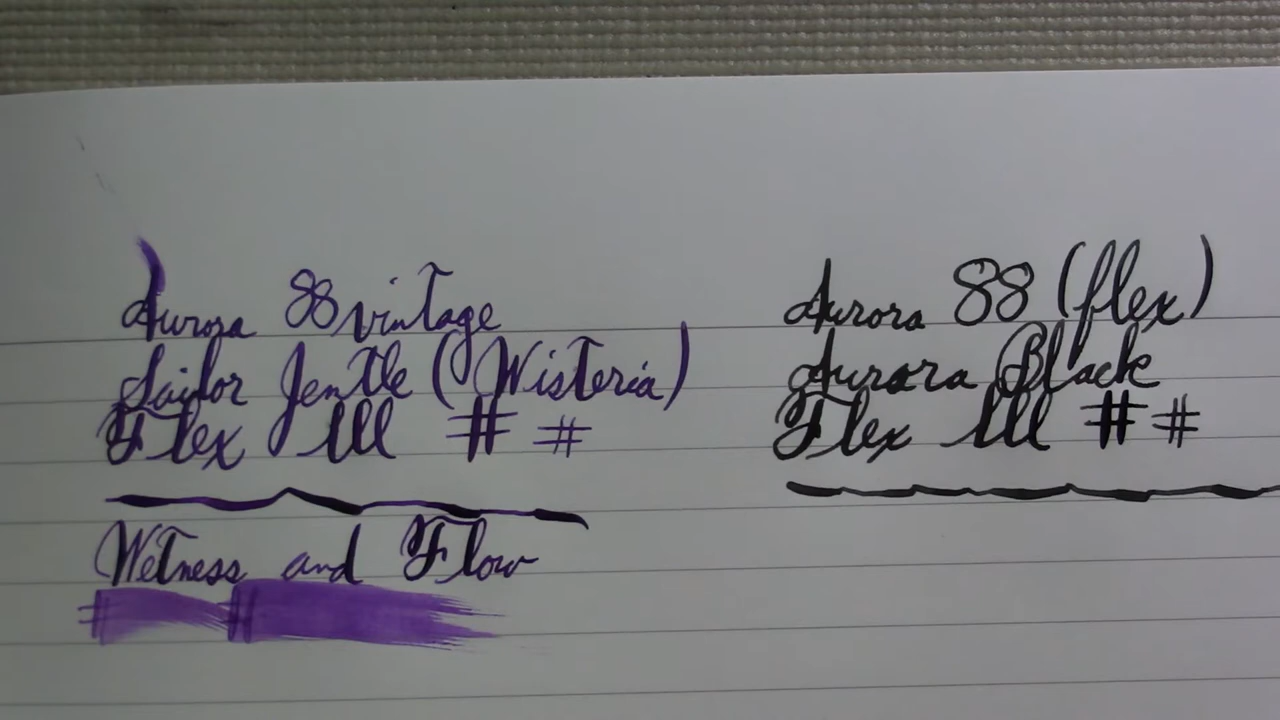 Aurora 88 vintage
Sailor Jentle (Wisteria)
Flex lll # #
Wetness and Flow
Aurora 88 (flex)
Aurora Black
Flex lll # #